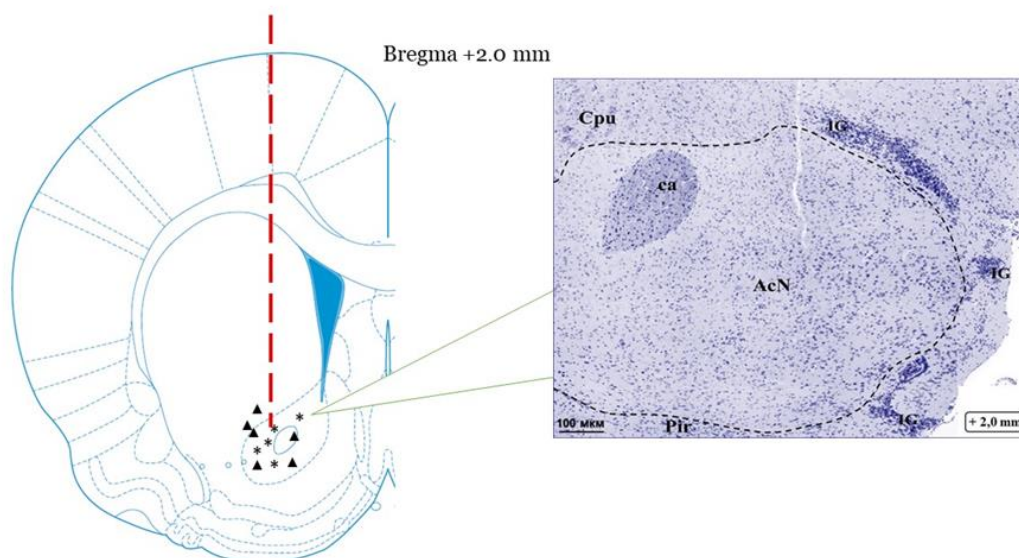 Bregma +2.0 mm
Cpu
IG
ca
AcN
IG
Pir
IG
100 мкм
+ 2,0 mm